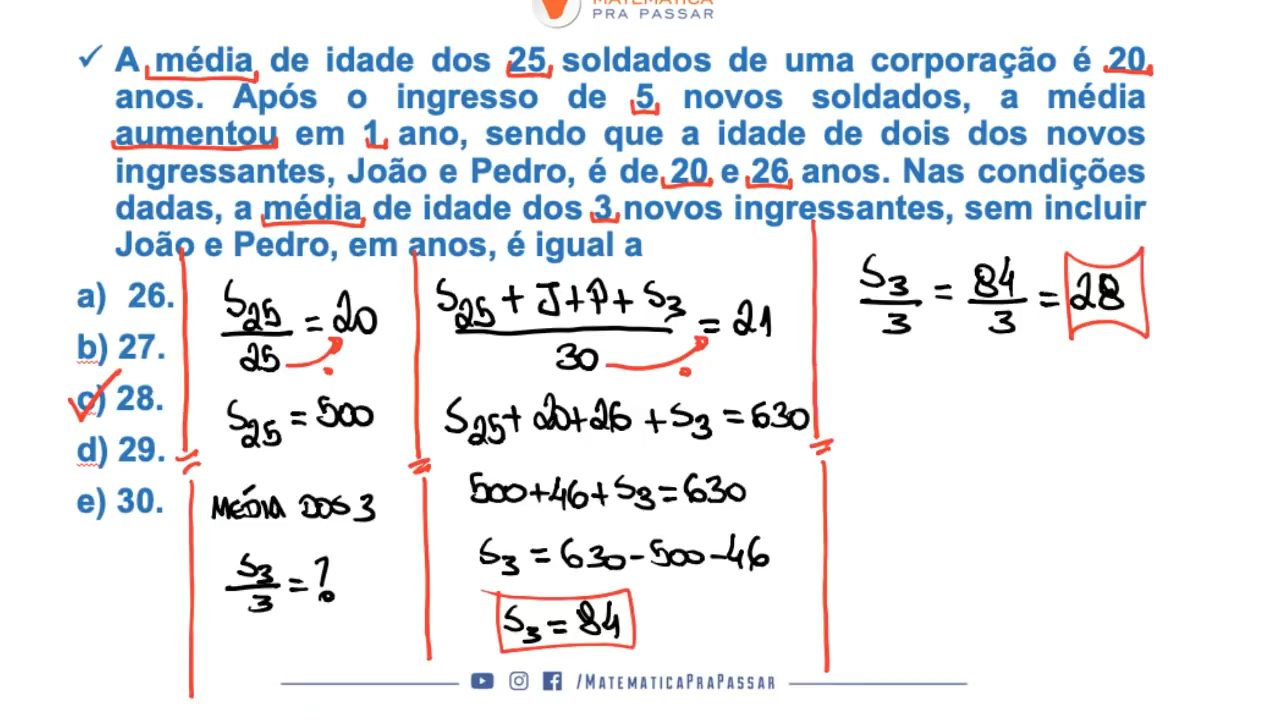 MATEMÁTICA
PRA PASSAR
✓ A média de idade dos 25 soldados de uma corporação é 20
anos. Após o ingresso de 5 novos soldados, a média
aumentou em 1 ano, sendo que a idade de dois dos novos
ingressantes, João e Pedro, é de 20 e 26 anos. Nas condições
dadas, a média de idade dos 3 novos ingressantes, sem incluir
João e Pedro, em anos, é igual a
a) 26.
b) 27.
c) 28.
d) 29.
e) 30.
S25/25 = 20
S25 = 500
MÉDIA DOS 3
S3/3 = ?
S25 + J + P + S3/30 = 21
S25 + 20 + 26 + S3 = 630
500 + 46 + S3 = 630
S3 = 630 - 500 - 46
S3 = 84
S3/3 = 84/3 = 28
/MATEMATICAPRAPASSAR